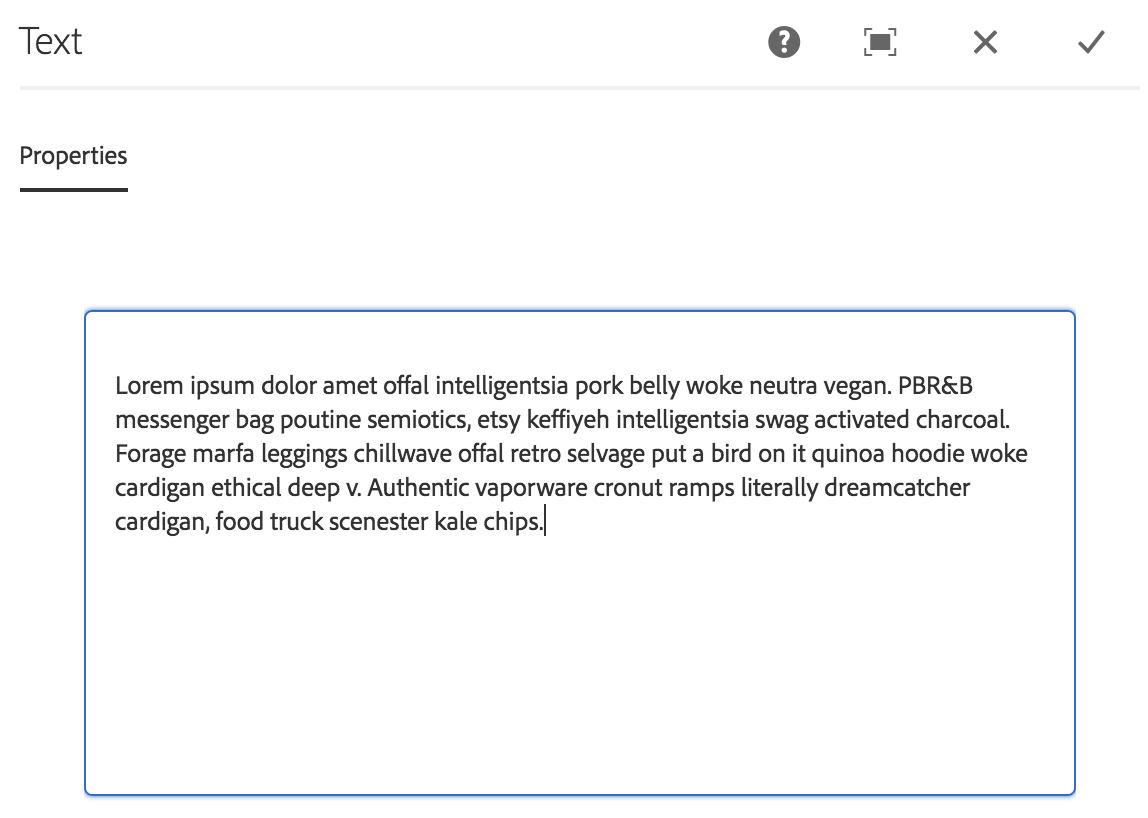 Text
Properties
Lorem ipsum dolor amet offal intelligentsia pork belly woke neutra vegan. PBR&B
messenger bag poutine semiotics, etsy keffiyeh intelligentsia swag activated charcoal.
Forage marfa leggings chillwave offal retro selvage put a bird on it quinoa hoodie woke
cardigan ethical deep v. Authentic vaporware cronut ramps literally dreamcatcher
cardigan, food truck scenester kale chips.